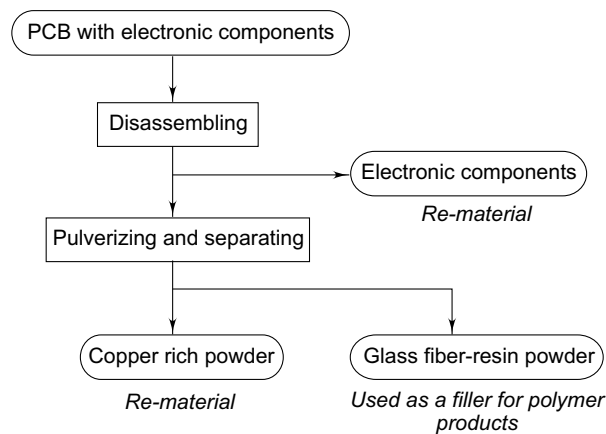 PCB with electronic components
Disassembling
Electronic components
Re-material
Pulverizing and separating
Copper rich powder
Re-material
Glass fiber-resin powder
Used as a filler for polymer
products